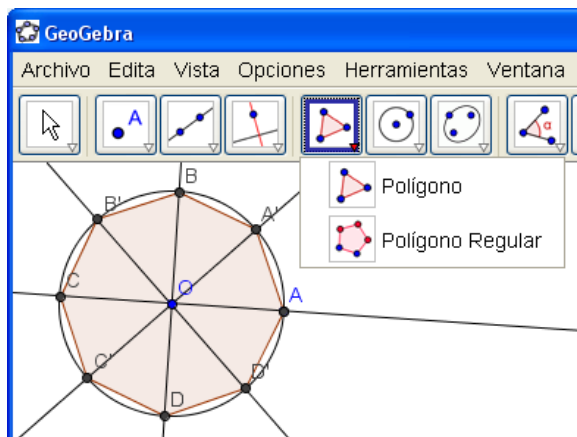 GeoGebra
Archivo Edita Vista Opciones Herramientas Ventana
A α
Polígono
Polígono Regular
B
B' A'
C O A
C' D'
D